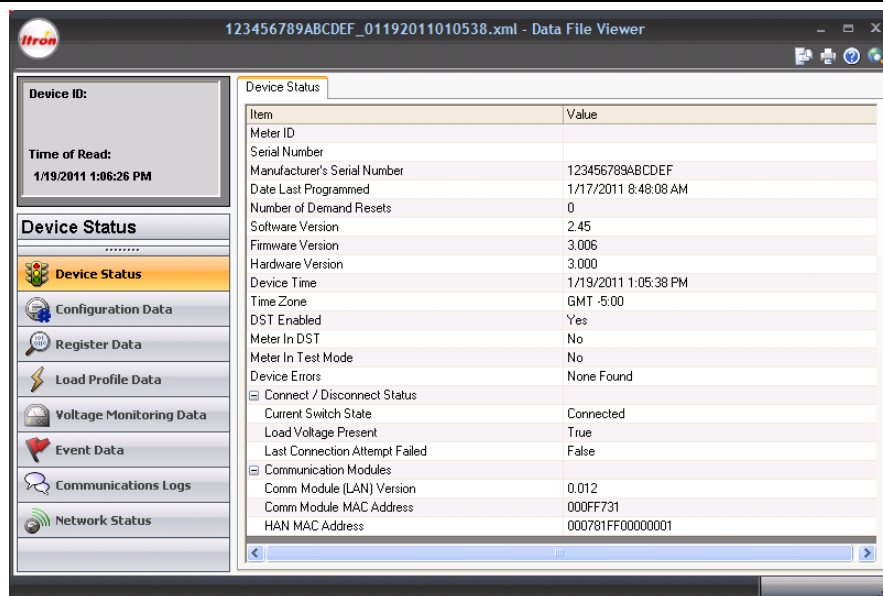 Itron
123456789ABCDEF_01192011010538.xml - Data File Viewer
Device ID:
Time of Read:
1/19/2011 1:06:26 PM
Device Status
Device Status
Configuration Data
Register Data
Load Profile Data
Voltage Monitoring Data
Event Data
Communications Logs
Network Status
Device Status
Item Value
Meter ID
Serial Number
Manufacturer's Serial Number 123456789ABCDEF
Date Last Programmed 1/17/2011 8:48:08 AM
Number of Demand Resets 0
Software Version 2.45
Firmware Version 3.006
Hardware Version 3.000
Device Time 1/19/2011 1:05:38 PM
Time Zone GMT -5:00
DST Enabled Yes
Meter In DST No
Meter In Test Mode No
Device Errors None Found
Connect / Disconnect Status
Current Switch State Connected
Load Voltage Present True
Last Connection Attempt Failed False
Communication Modules
Comm Module (LAN) Version 0.012
Comm Module MAC Address 000FF731
HAN MAC Address 000781FF00000001